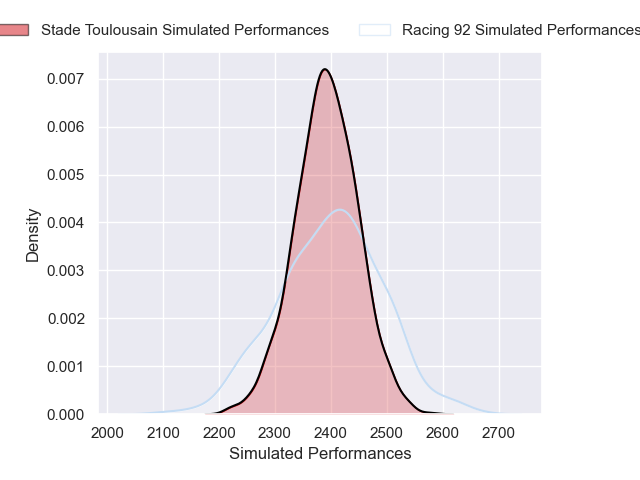 Stade Toulousain Simulated Performances
Racing 92 Simulated Performances
0.007
0.006
0.005
0.004
0.003
0.002
0.001
0.000
Density
2000 2100 2200 2300 2400 2500 2600 2700
Simulated Performances